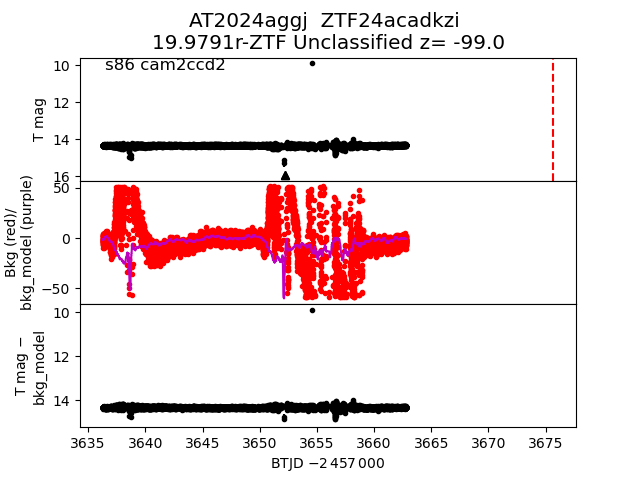 AT2024aggj  ZTF24acadkzi
19.9791r-ZTF Unclassified z= -99.0
s86 cam2ccd2
10
12
14
16
T mag
50
0
−50
Bkg (red)/
bkg_model (purple)
10
12
14
T mag −
bkg_model
3635 3640 3645 3650 3655 3660 3665 3670 3675
BTJD −2 457 000